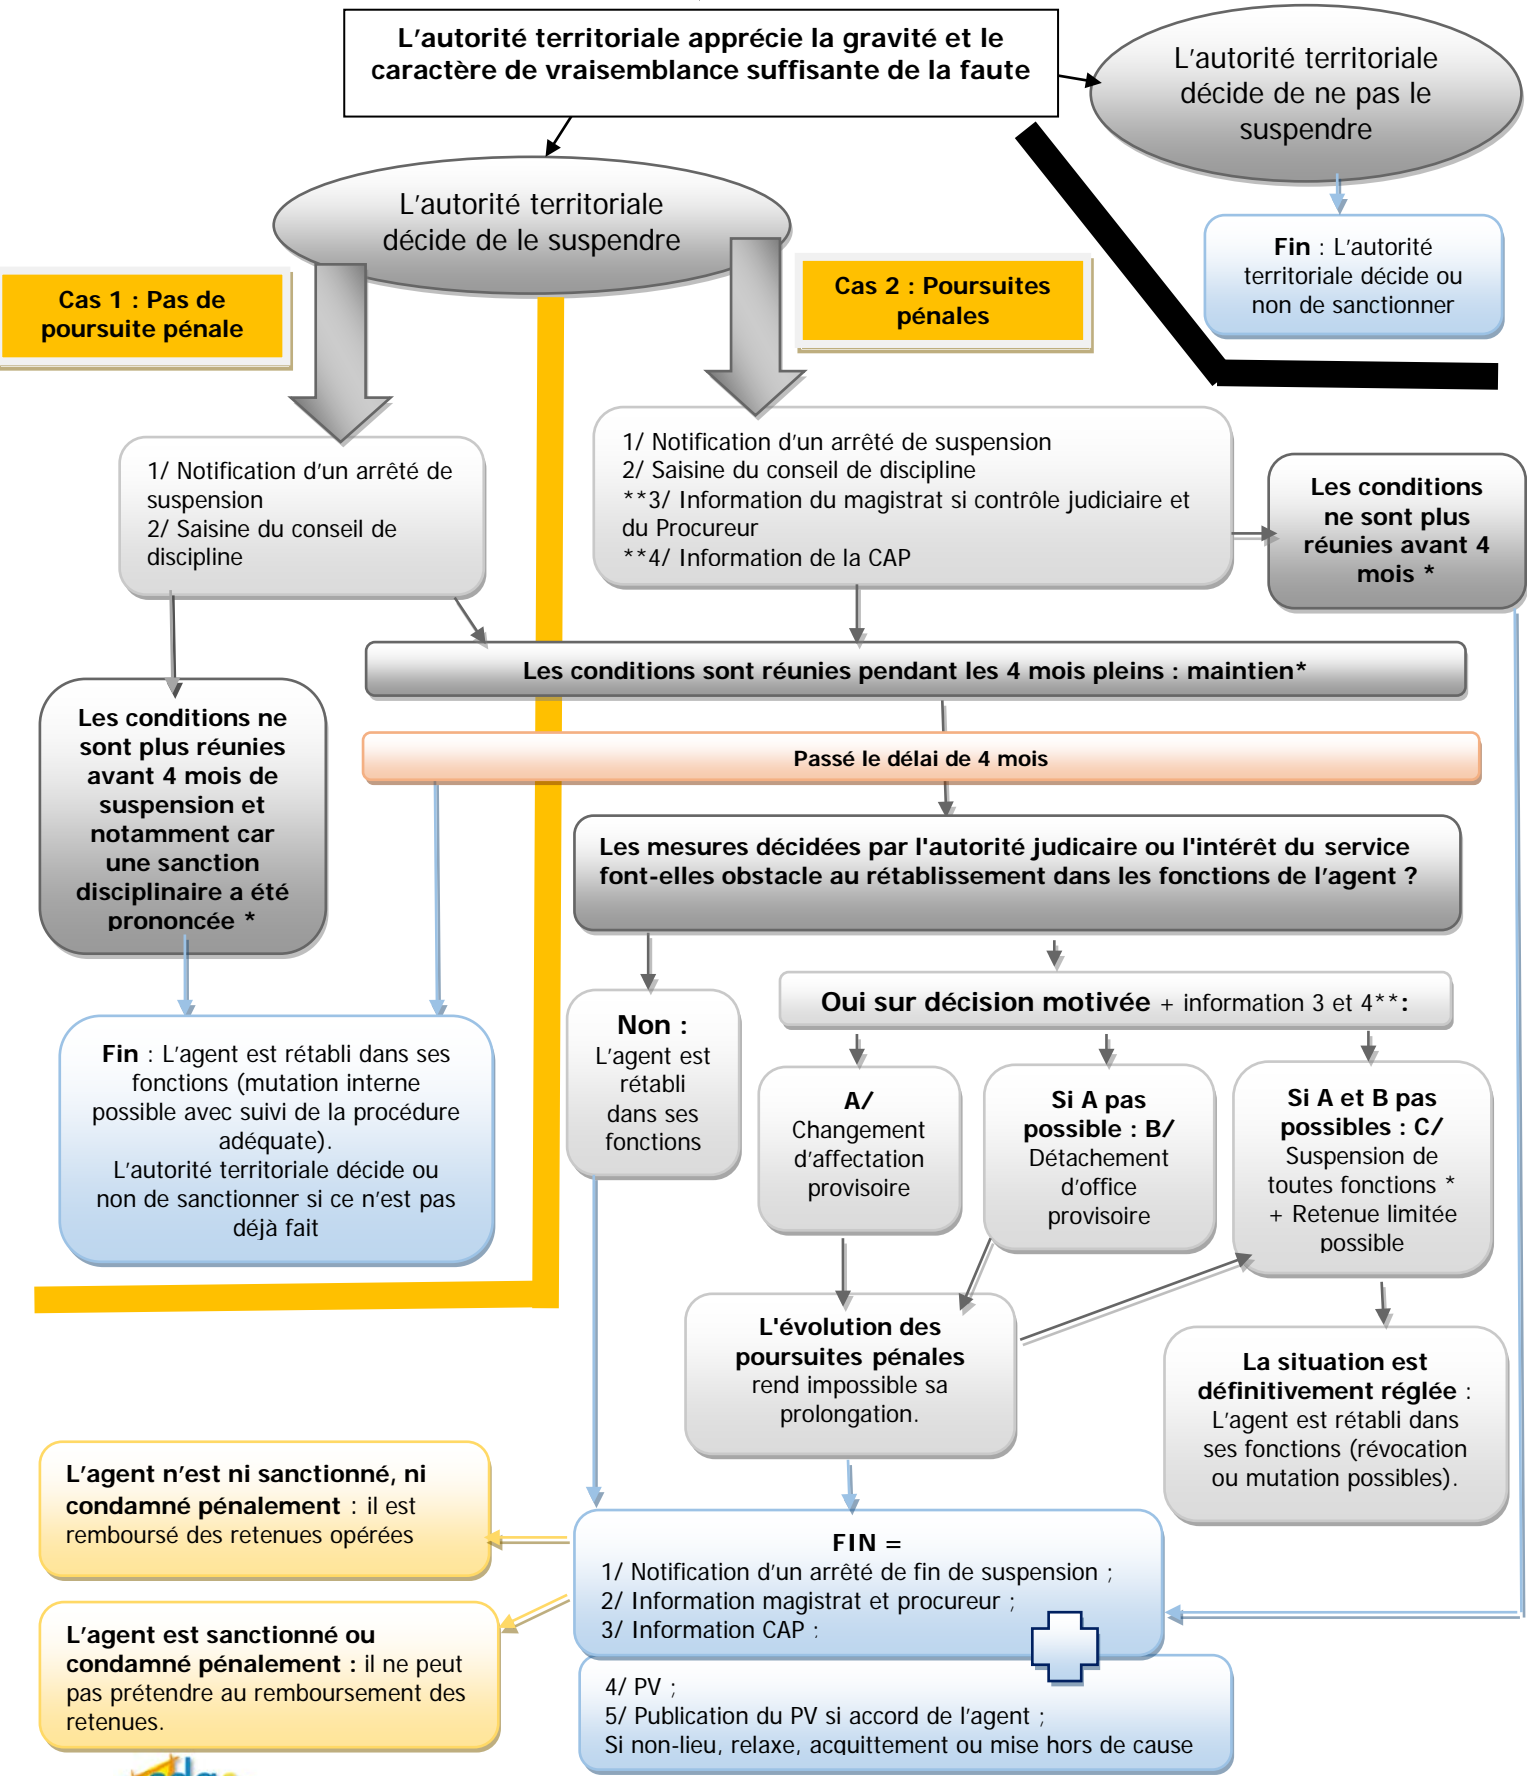 L'autorité territoriale apprécie la gravité et le
caractère de vraisemblance suffisante de la faute
L'autorité territoriale
décide de ne pas le
suspendre
Fin : L'autorité
territoriale décide ou
non de sanctionner
L'autorité territoriale
décide de le suspendre
Cas 1 : Pas de
poursuite pénale
Cas 2 : Poursuites
pénales
1/ Notification d'un arrêté de
suspension
2/ Saisine du conseil de
discipline
1/ Notification d'un arrêté de suspension
2/ Saisine du conseil de discipline
**3/ Information du magistrat si contrôle judiciaire et
du Procureur
**4/ Information de la CAP
Les conditions
ne sont plus
réunies avant 4
mois *
Les conditions sont réunies pendant les 4 mois pleins : maintien*
Passé le délai de 4 mois
Les conditions ne
sont plus réunies
avant 4 mois de
suspension et
notamment car
une sanction
disciplinaire a été
prononcée *
Les mesures décidées par l'autorité judicaire ou l'intérêt du service
font-elles obstacle au rétablissement dans les fonctions de l'agent ?
Fin : L'agent est rétabli dans ses
fonctions (mutation interne
possible avec suivi de la procédure
adéquate).
L'autorité territoriale décide ou
non de sanctionner si ce n'est pas
déjà fait
Non :
L'agent est
rétabli
dans ses
fonctions
Oui sur décision motivée + information 3 et 4**:
A/
Changement
d'affectation
provisoire
Si A pas
possible : B/
Détachement
d'office
provisoire
Si A et B pas
possibles : C/
Suspension de
toutes fonctions *
+ Retenue limitée
possible
L'évolution des
poursuites pénales
rend impossible sa
prolongation.
La situation est
définitivement réglée :
L'agent est rétabli dans
ses fonctions (révocation
ou mutation possibles).
L'agent n'est ni sanctionné, ni
condamné pénalement : il est
remboursé des retenues opérées
L'agent est sanctionné ou
condamné pénalement : il ne peut
pas prétendre au remboursement des
retenues.
FIN =
1/ Notification d'un arrêté de fin de suspension ;
2/ Information magistrat et procureur ;
3/ Information CAP :
4/ PV ;
5/ Publication du PV si accord de l'agent ;
Si non-lieu, relaxe, acquittement ou mise hors de cause